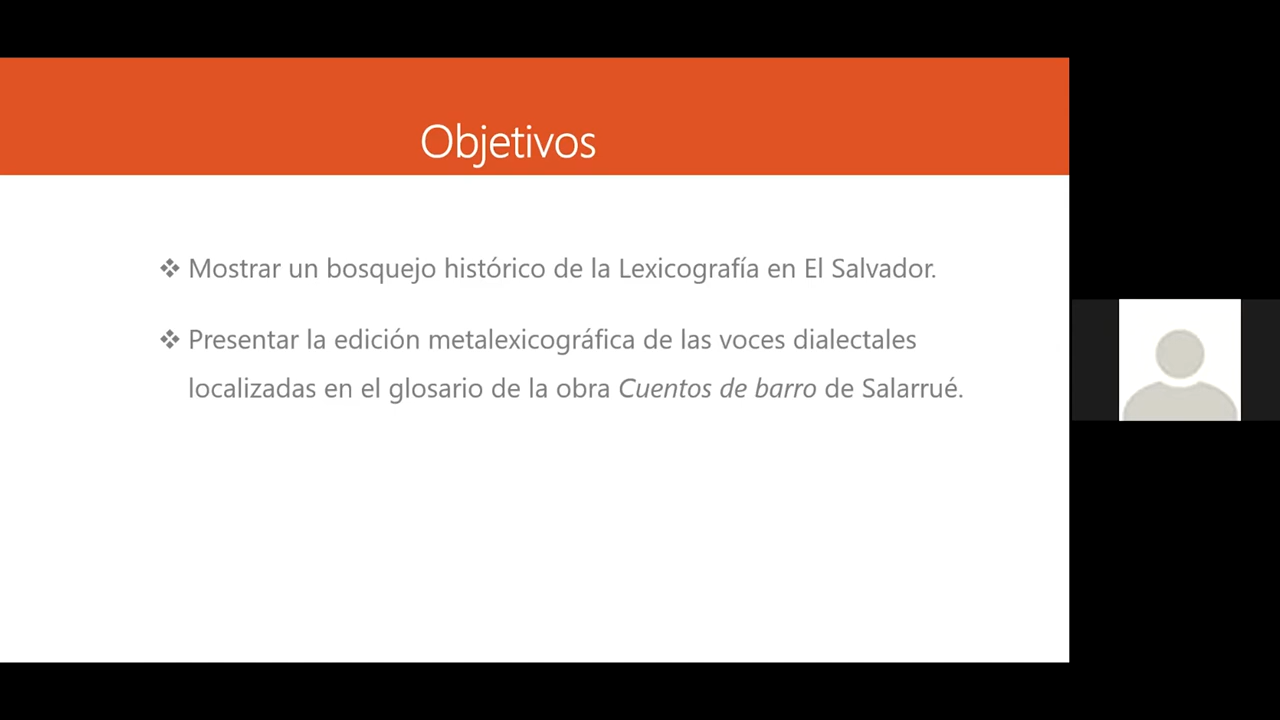 Objetivos
❖ Mostrar un bosquejo histórico de la Lexicografía en El Salvador.
❖ Presentar la edición metalexicográfica de las voces dialectales
localizadas en el glosario de la obra Cuentos de barro de Salarrué.